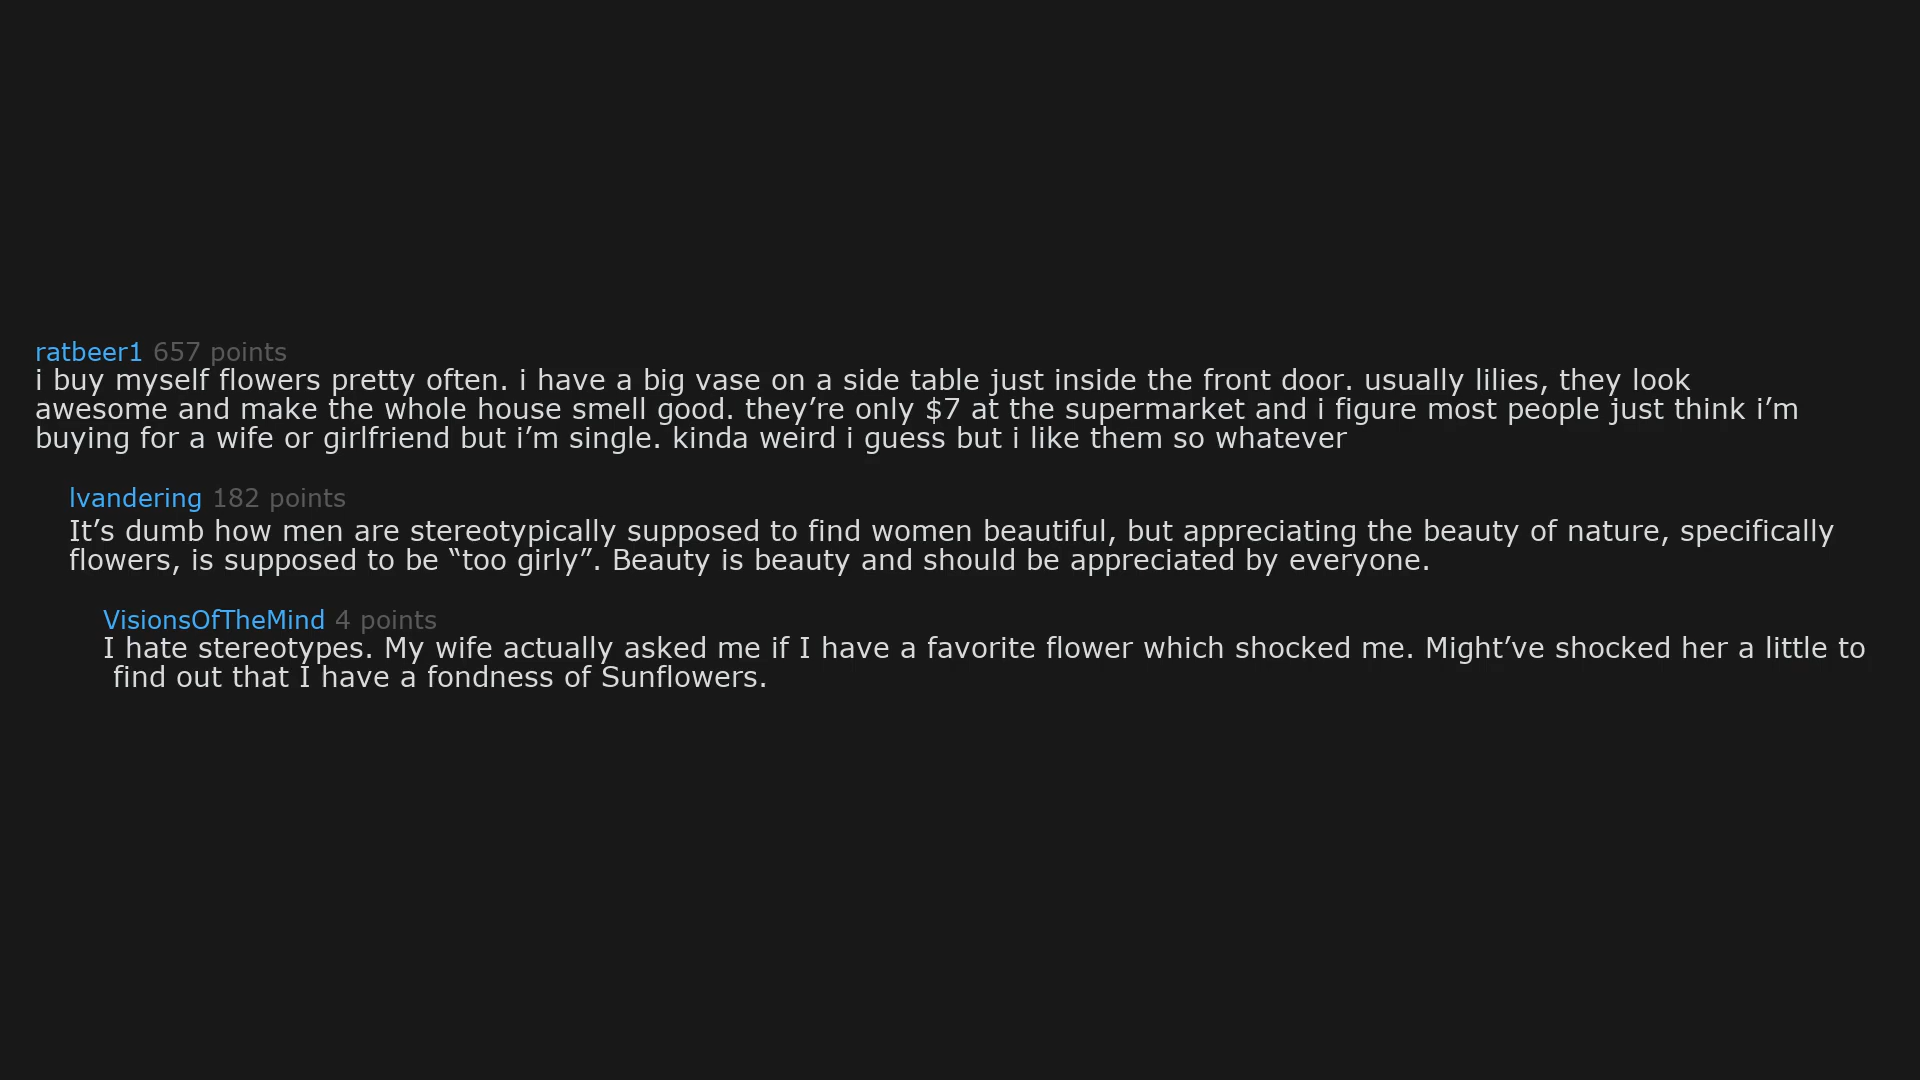 ratbeer1 657 points
i buy myself flowers pretty often. i have a big vase on a side table just inside the front door. usually lilies, they look
awesome and make the whole house smell good. they’re only $7 at the supermarket and i figure most people just think i’m
buying for a wife or girlfriend but i’m single. kinda weird i guess but i like them so whatever
lvandering 182 points
It’s dumb how men are stereotypically supposed to find women beautiful, but appreciating the beauty of nature, specifically
flowers, is supposed to be “too girly”. Beauty is beauty and should be appreciated by everyone.
VisionsOfTheMind 4 points
I hate stereotypes. My wife actually asked me if I have a favorite flower which shocked me. Might’ve shocked her a little to
find out that I have a fondness of Sunflowers.